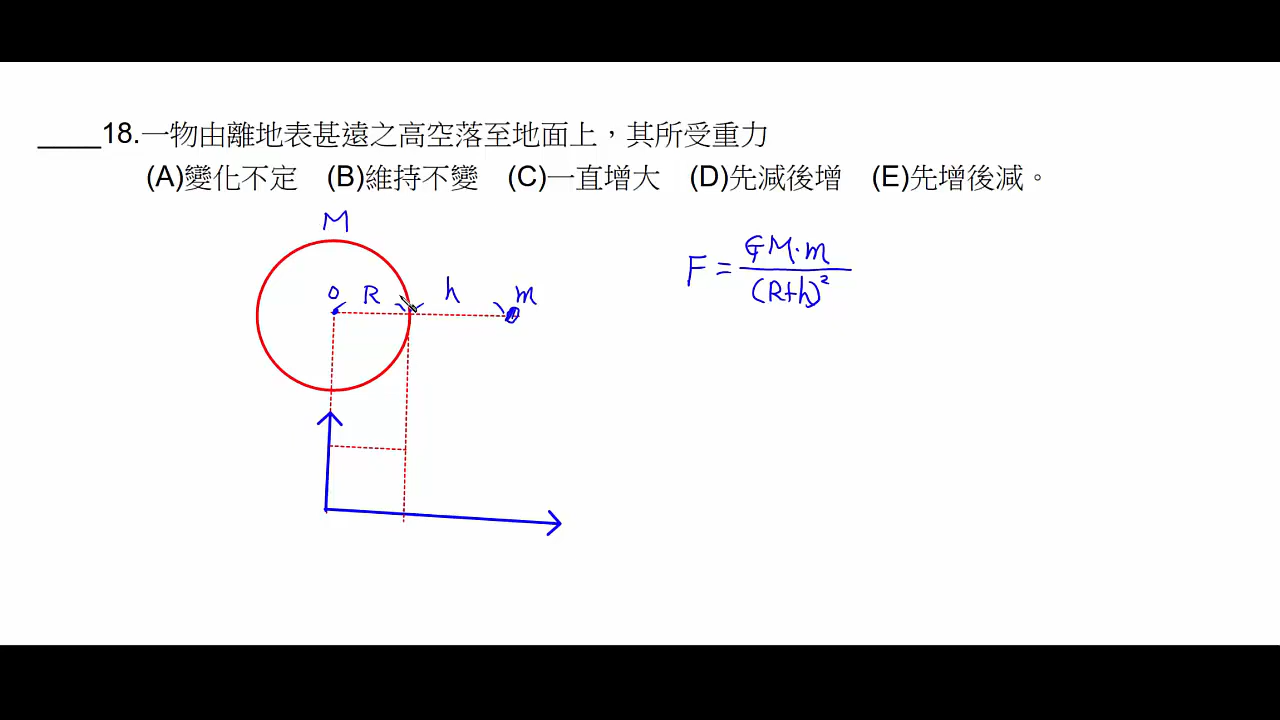 ____18.一物由離地表甚遠之高空落至地面上，其所受重力
(A)變化不定 (B)維持不變 (C)一直增大 (D)先減後增 (E)先增後減。
M
F = GM·m / (R+h)²
O R h m